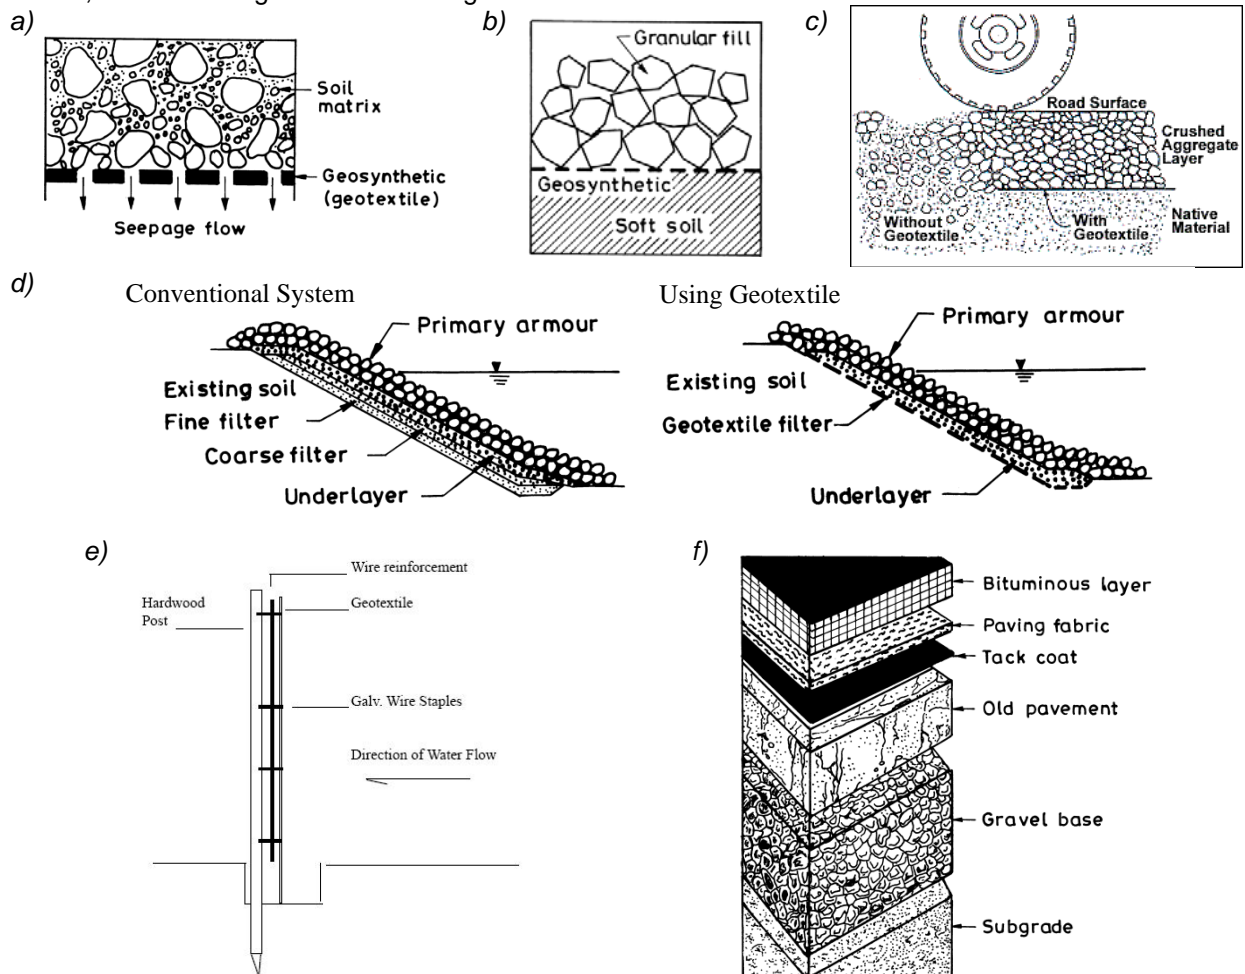 a)
Soil
matrix
Geosynthetic
(geotextile)
Seepage flow
b)
Granular fill
Geosynthetic
Soft soil
c)
Road Surface
Crushed
Aggregate
Layer
Without
Geotextile
With
Geotextile
Native
Material
d)
Conventional System
Primary armour
Existing soil
Fine filter
Coarse filter
Underlayer
Using Geotextile
Primary armour
Existing soil
Geotextile filter
Underlayer
e)
Wire reinforcement
Hardwood
Post
Geotextile
Galv. Wire Staples
Direction of Water Flow
f)
Bituminous layer
Paving fabric
Tack coat
Old pavement
Gravel base
Subgrade